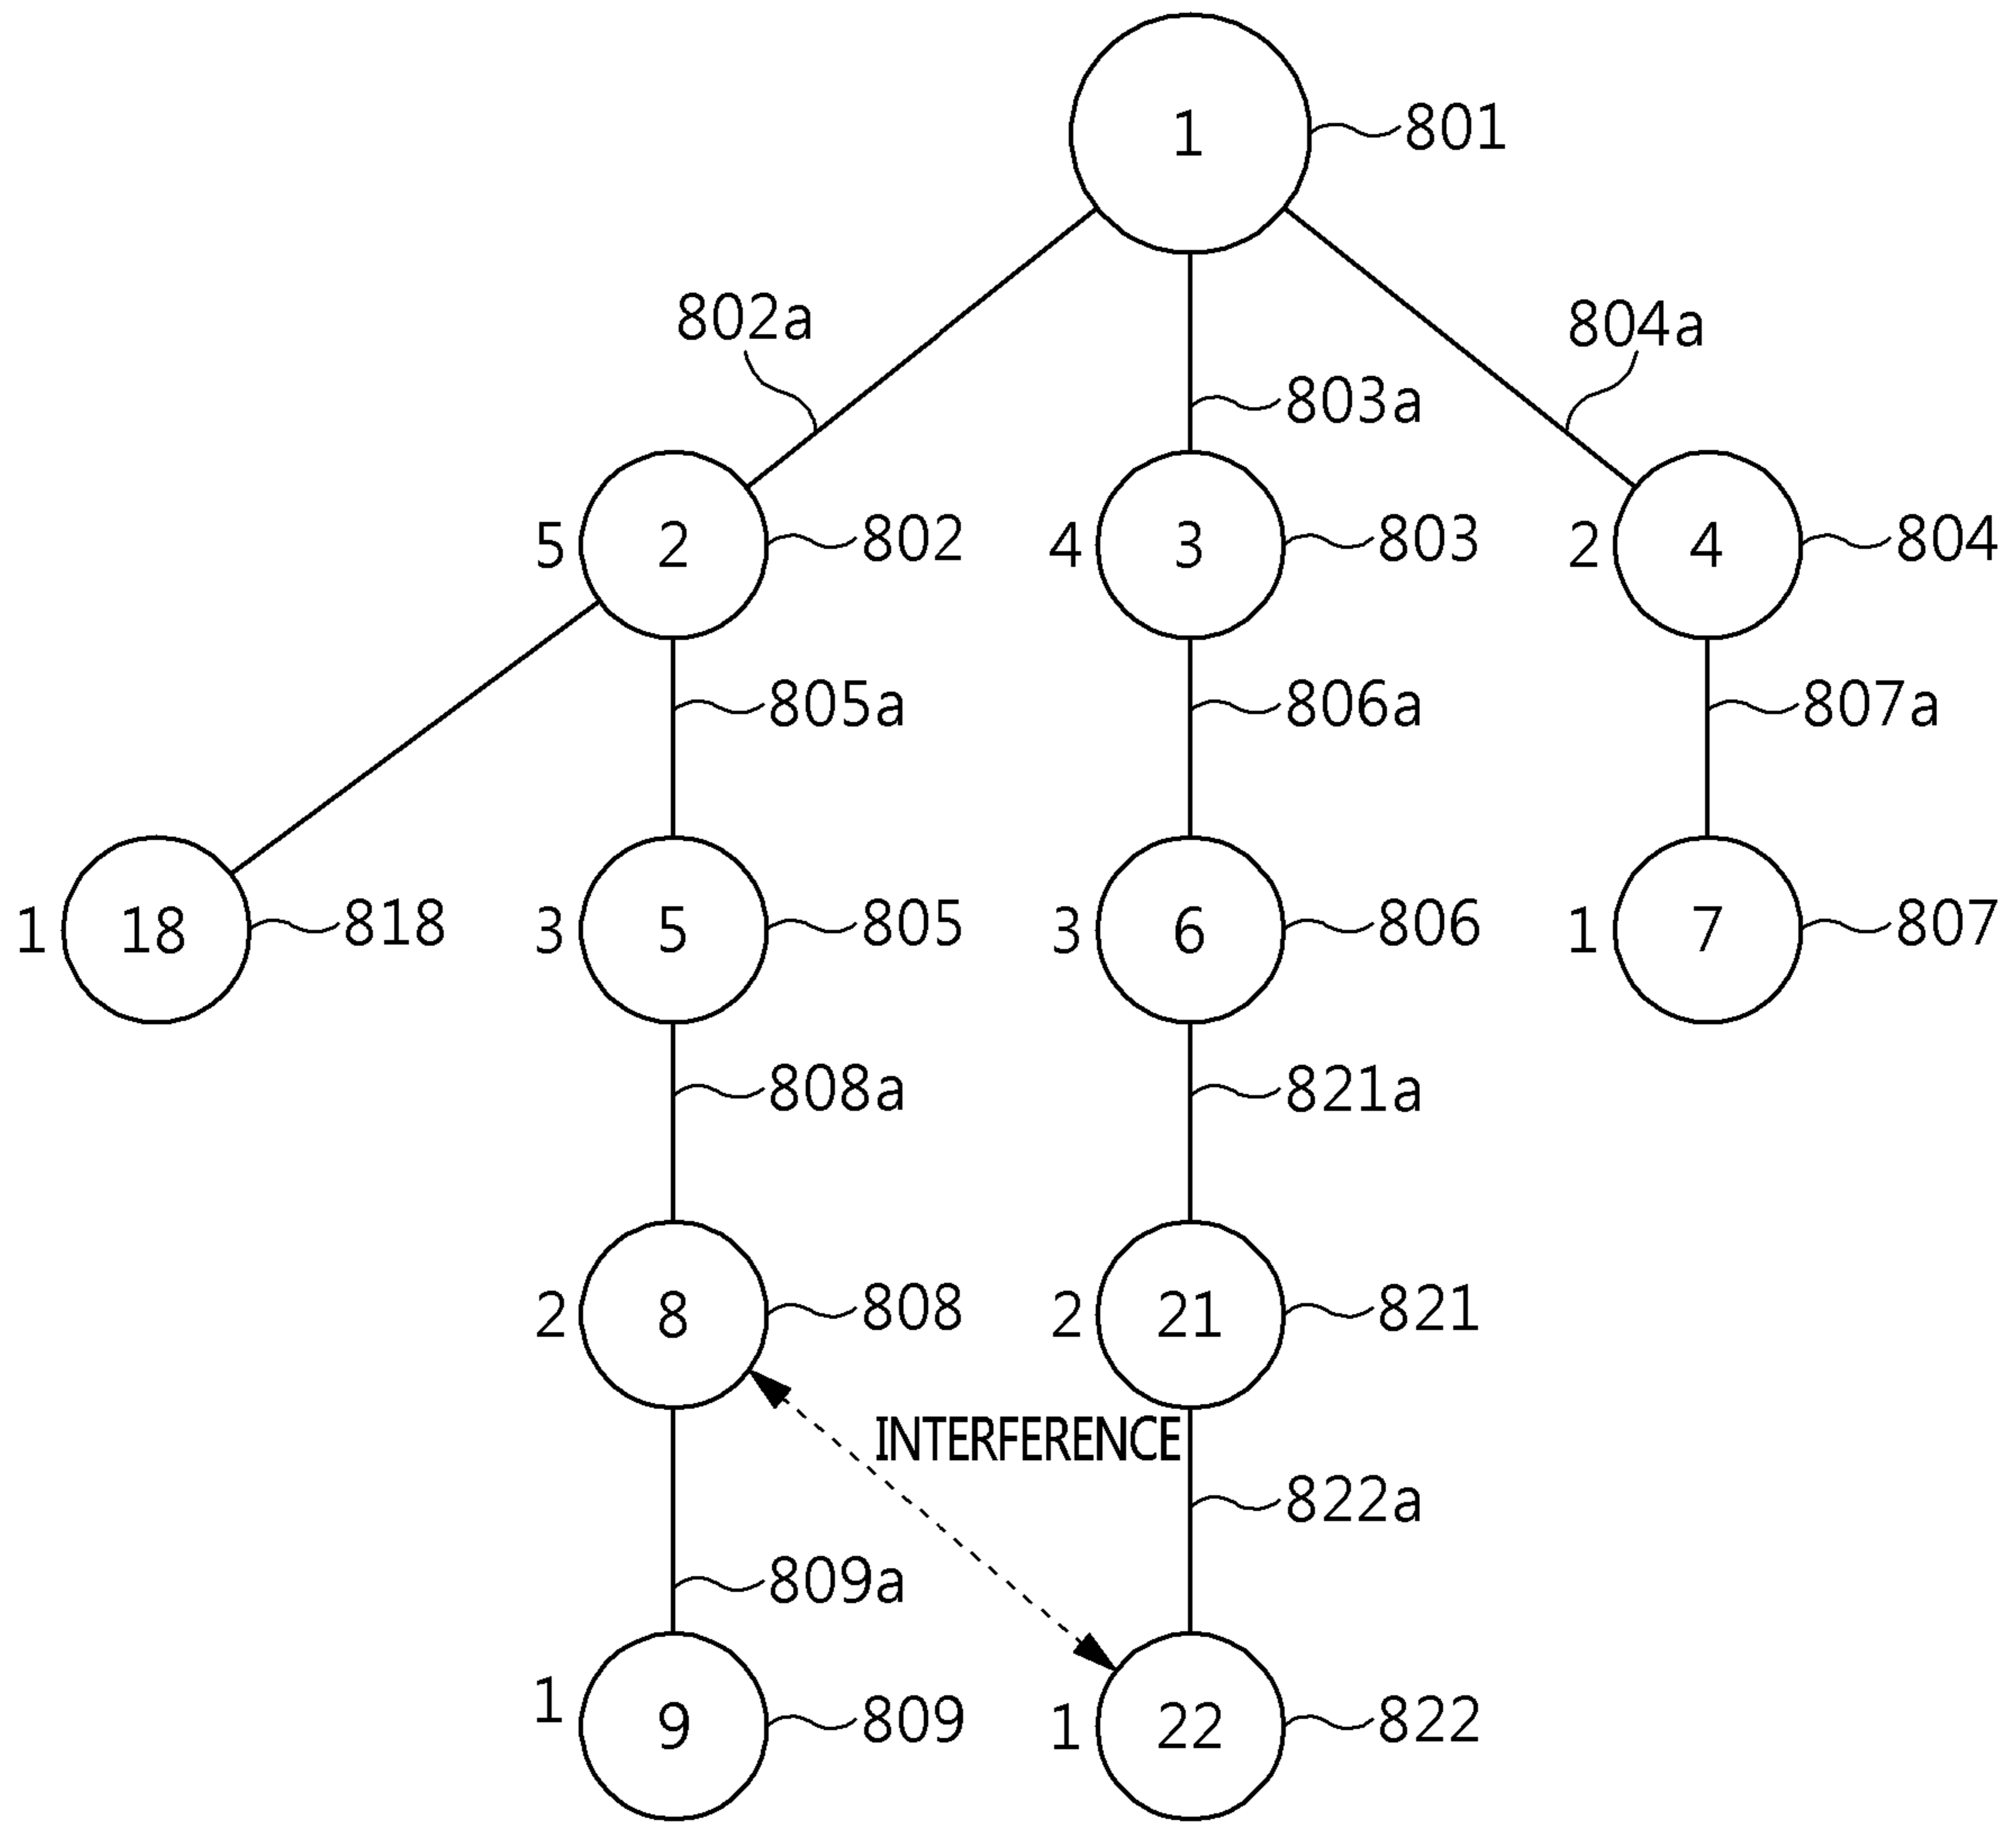 1 801
802a 804a
803a
5 2 802 4 3 803 2 4 804
805a 806a 807a
1 18 818 3 5 805 3 6 806 1 7 807
808a 821a
2 8 808 2 21 821
INTERFERENCE
822a
809a
1 9 809 1 22 822